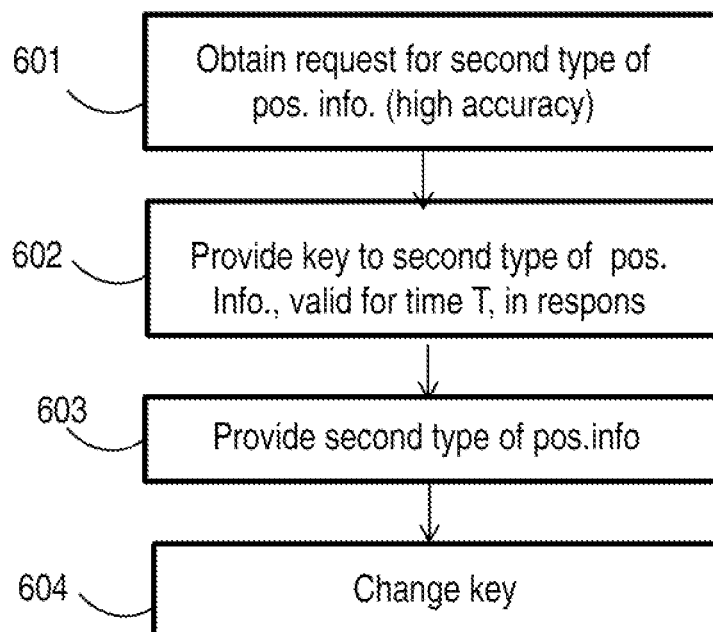 601
Obtain request for second type of
pos. info. (high accuracy)
602
Provide key to second type of pos.
Info., valid for time T, in respons
603
Provide second type of pos.info
604
Change key